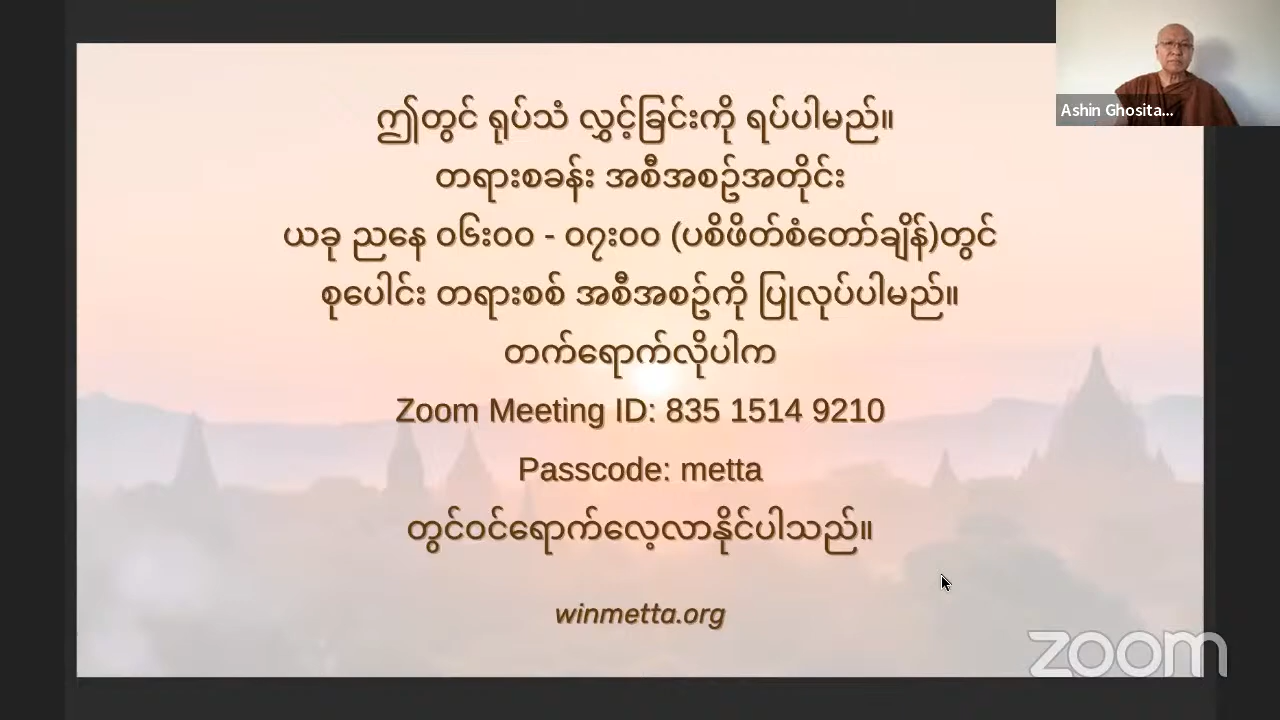 ဤတွင် ရုပ်သံ လွှင့်ခြင်းကို ရပ်ပါမည်။
တရားစခန်း အစီအစဉ်အတိုင်း
ယခု ညနေ ၀၆း၀၀ - ၀၇း၀၀ (ပစိဖိတ်စံတော်ချိန်)တွင်
စုပေါင်း တရားစစ် အစီအစဉ်ကို ပြုလုပ်ပါမည်။
တက်ရောက်လိုပါက
Zoom Meeting ID: 835 1514 9210
Passcode: metta
တွင်ဝင်ရောက်လေ့လာနိုင်ပါသည်။
winmetta.org
Ashin Ghosita...
zoom